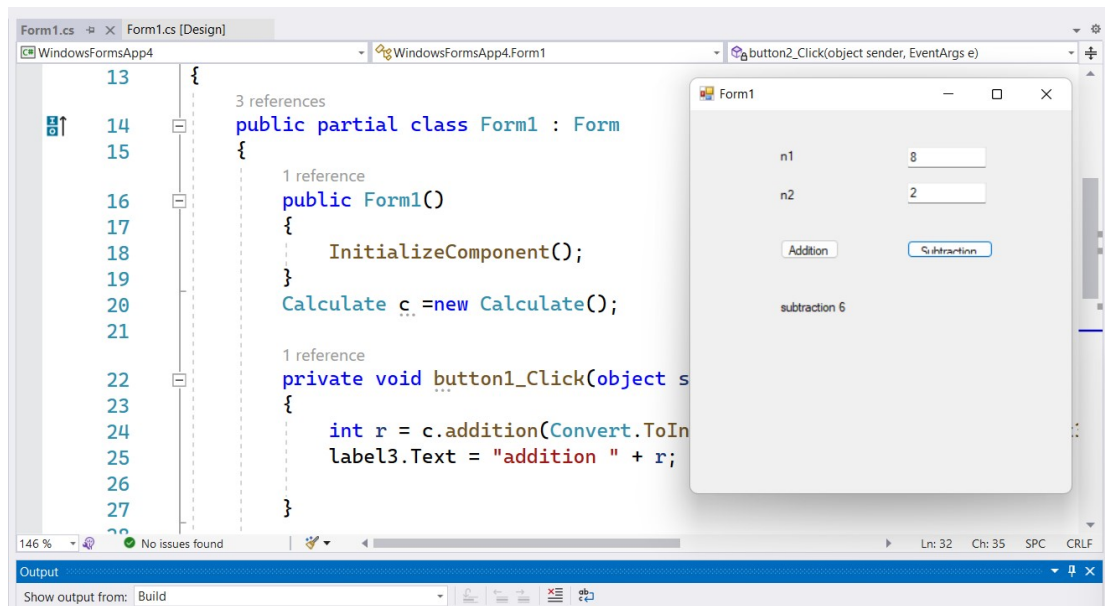 Form1.cs Form1.cs [Design]
C# WindowsFormsApp4 WindowsFormsApp4.Form1 button2_Click(object sender, EventArgs e)
13 {
3 references
14 public partial class Form1 : Form
15 {
1 reference
16 public Form1()
17 {
18 InitializeComponent();
19 }
20 Calculate c =new Calculate();
21
1 reference
22 private void button1_Click(object s
23 {
24 int r = c.addition(Convert.ToIn
25 label3.Text = "addition " + r;
26
27 }
Form1
n1 8
n2 2
Addition Subtraction
subtraction 6
146 % No issues found Ln: 32 Ch: 35 SPC CRLF
Output
Show output from: Build